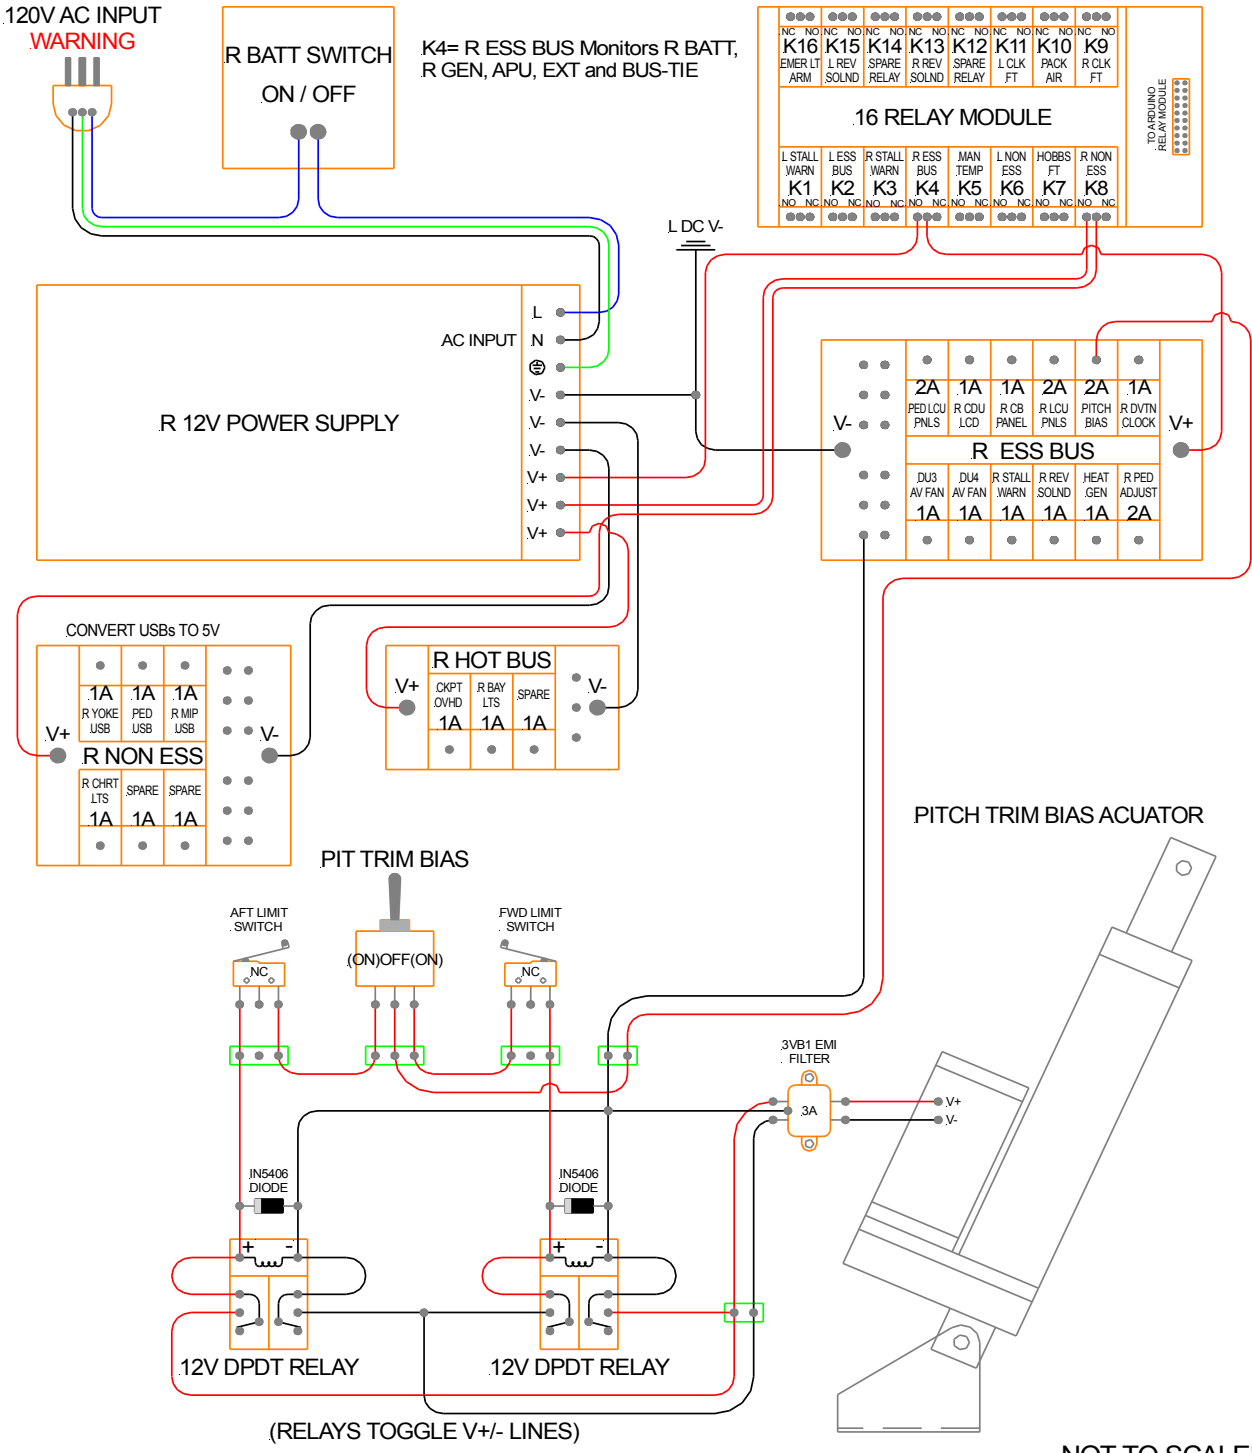 120V AC INPUT
WARNING
R BATT SWITCH
ON / OFF
K4= R ESS BUS Monitors R BATT,
R GEN, APU, EXT and BUS-TIE
NC NO NC NO NC NO NC NO NC NO NC NO NC NO NC NO
K16 K15 K14 K13 K12 K11 K10 K9
EMER LT L REV SPARE R REV SPARE L CLK PACK R CLK
ARM SOLND RELAY SOLND RELAY FT AIR FT
16 RELAY MODULE
TO ARDUINO
RELAY MODULE
L STALL L ESS R STALL R ESS MAN L NON HOBBS R NON
WARN BUS WARN BUS TEMP ESS FT ESS
K1 K2 K3 K4 K5 K6 K7 K8
NO NC NO NC NO NC NO NC NO NC NO NC NO NC NO NC
L DC V-
L
AC INPUT N
V-
V-
V-
V+
V+
V+
R 12V POWER SUPPLY
2A 1A 1A 2A 2A 1A
PED LCU R CDU R CB R LCU PITCH R DVTN
PNLS LCD PANEL PNLS BIAS CLOCK
V- V+
R ESS BUS
DU3 DU4 R STALL R REV HEAT R PED
AV FAN AV FAN WARN SOLND GEN ADJUST
1A 1A 1A 1A 1A 2A
CONVERT USBs TO 5V
1A 1A 1A
R YOKE PED R MIP
USB USB USB
V+ V-
R NON ESS
R CHRT SPARE SPARE
LTS
1A 1A 1A
R HOT BUS
V+ V-
CKPT R BAY SPARE
OVHD LTS
1A 1A 1A
PITCH TRIM BIAS ACUATOR
PIT TRIM BIAS
AFT LIMIT
SWITCH
NC
(ON)OFF(ON)
FWD LIMIT
SWITCH
NC
3VB1 EMI
FILTER
3A
V+
V-
IN5406
DIODE
IN5406
DIODE
+ -
+ -
12V DPDT RELAY
12V DPDT RELAY
(RELAYS TOGGLE V+/- LINES)
NOT TO SCALE